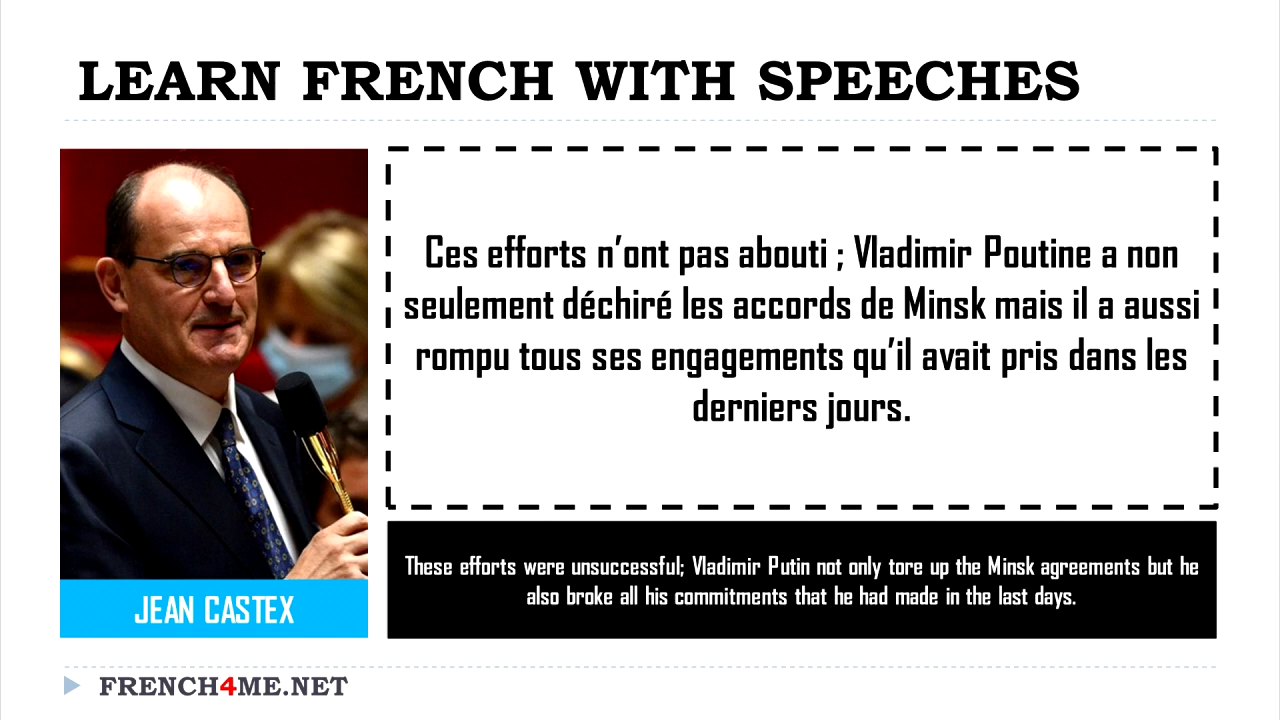 LEARN FRENCH WITH SPEECHES
Ces efforts n’ont pas abouti ; Vladimir Poutine a non
seulement déchiré les accords de Minsk mais il a aussi
rompu tous ses engagements qu’il avait pris dans les
derniers jours.
These efforts were unsuccessful; Vladimir Putin not only tore up the Minsk agreements but he
also broke all his commitments that he had made in the last days.
JEAN CASTEX
FRENCH4ME.NET